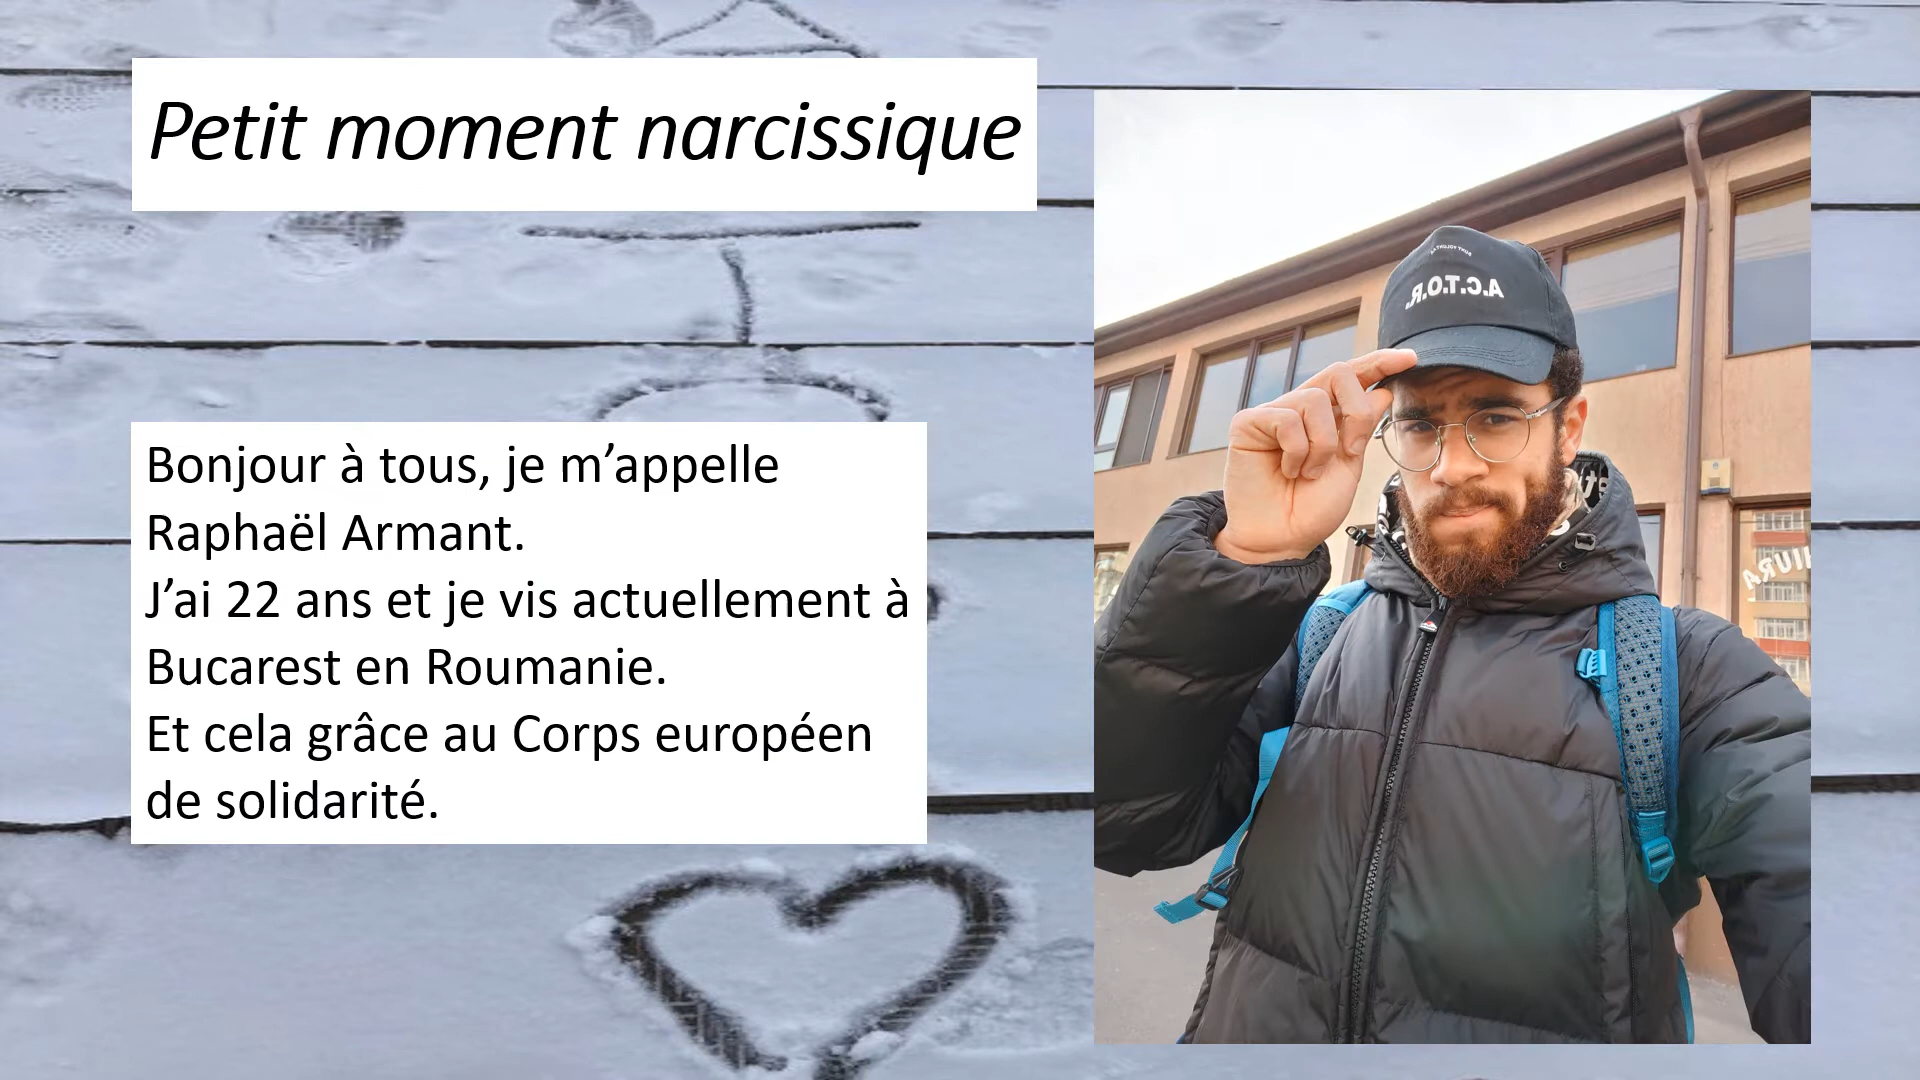 Petit moment narcissique
Bonjour à tous, je m’appelle
Raphaël Armant.
J’ai 22 ans et je vis actuellement à
Bucarest en Roumanie.
Et cela grâce au Corps européen
de solidarité.
A.C.T.O.R.